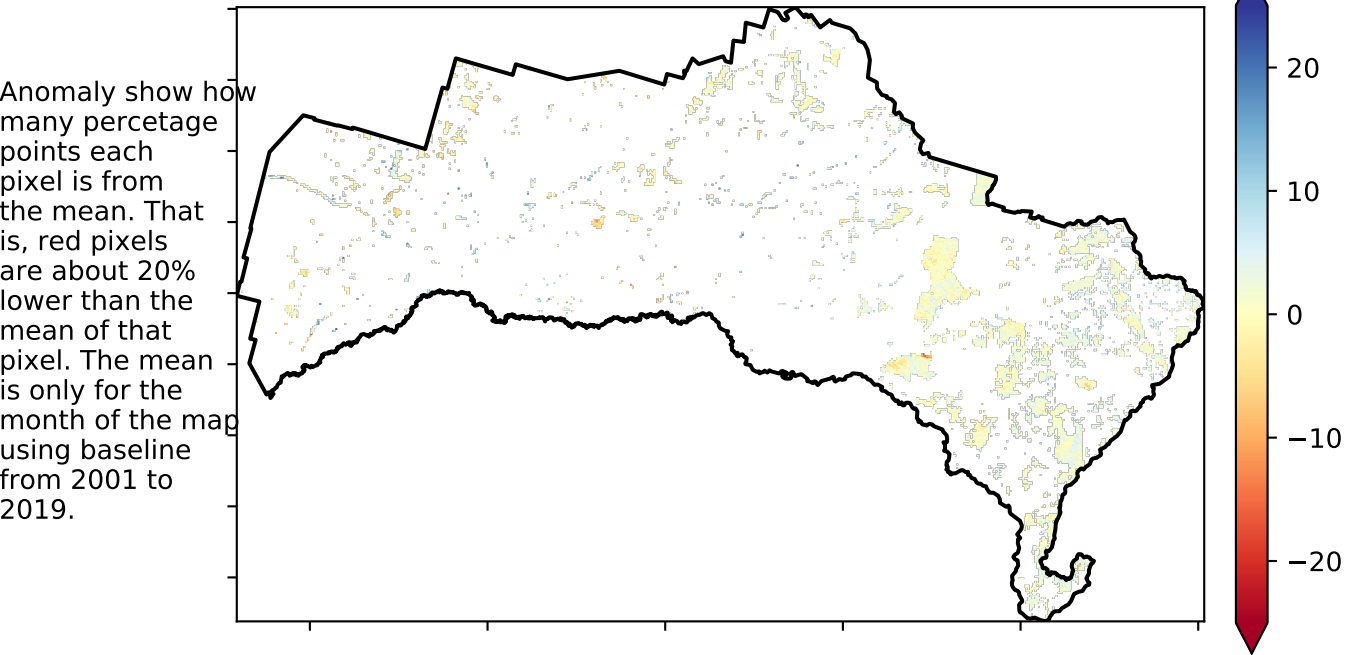 Anomaly show how
many percetage
points each
pixel is from
the mean. That
is, red pixels
are about 20%
lower than the
mean of that
pixel. The mean
is only for the
month of the map
using baseline
from 2001 to
2019.
20
10
0
−10
−20